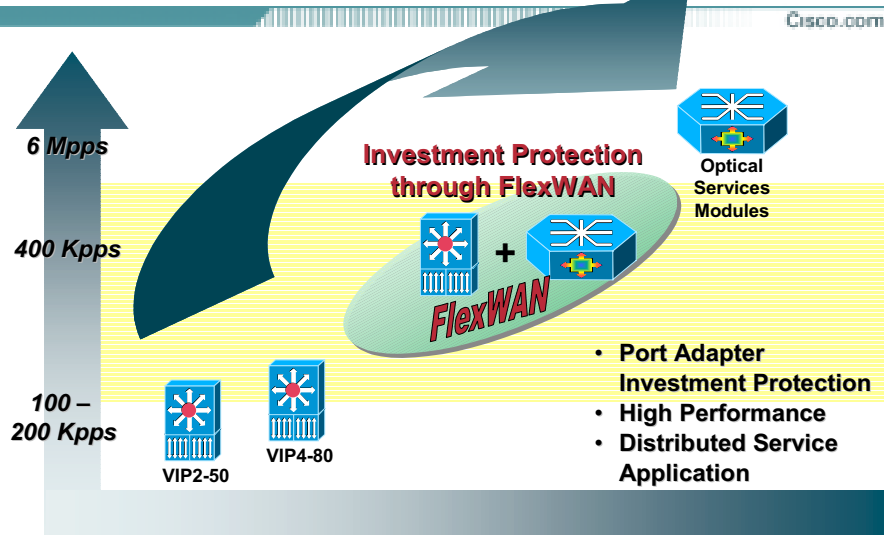 Cisco.com
6 Mpps
Investment Protection
through FlexWAN
Optical
Services
Modules
400 Kpps
+
FlexWAN
• Port Adapter
Investment Protection
• High Performance
• Distributed Service
Application
100 –
200 Kpps
VIP4-80
VIP2-50